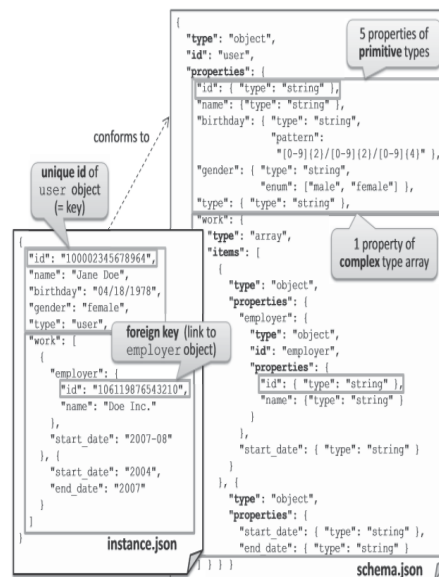 {
"type": "object",
"id": "user",
"properties": {
"id": { "type": "string" },
"name": {"type": "string" },
"birthday": { "type": "string",
"pattern":
"[0-9]{2}/[0-9]{2}/[0-9]{4}" },
"gender": { "type": "string",
"enum": ["male", "female"] },
"type": { "type": "string" },
"work": {
"type": "array",
"items": [
{
"type": "object",
"properties": {
"employer": {
"type": "object",
"id": "employer",
"properties": {
"id": { "type": "string" },
"name": {"type": "string" }
}
},
"start_date": { "type": "string" }
}
}, {
"type": "object",
"properties": {
"start_date": { "type": "string" },
"end date": { "type": "string" }
} ] } } }
schema.json
5 properties of
primitive types
1 property of
complex type array
conforms to
unique id of
user object
(= key)
{
"id": "100002345678964",
"name": "Jane Doe",
"birthday": "04/18/1978",
"gender": "female",
"type": "user",
"work": [
{
"employer": {
"id": "106119876543210",
"name": "Doe Inc."
},
"start_date": "2007-08"
}, {
"start_date": "2004",
"end_date": "2007"
}
]
}
foreign key (link to
employer object)
instance.json